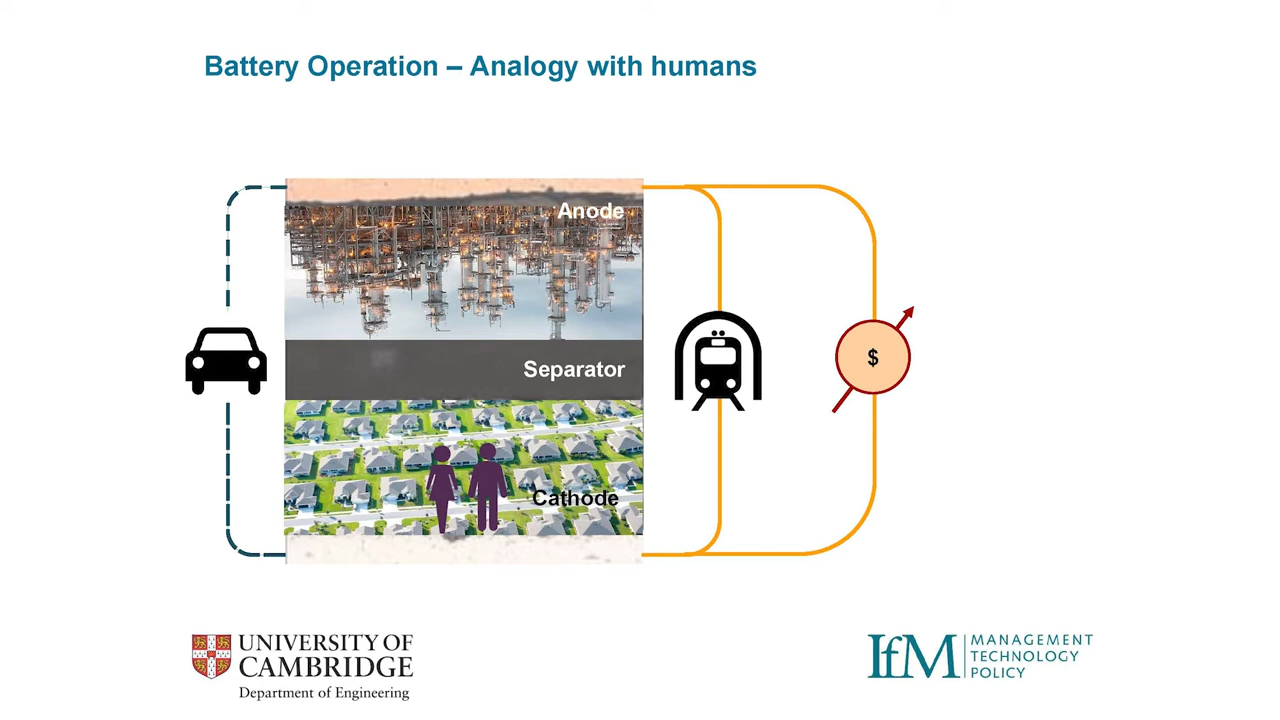 Battery Operation – Analogy with humans
Anode
Separator
$
Cathode
UNIVERSITY OF
CAMBRIDGE
Department of Engineering
IfM
MANAGEMENT
TECHNOLOGY
POLICY